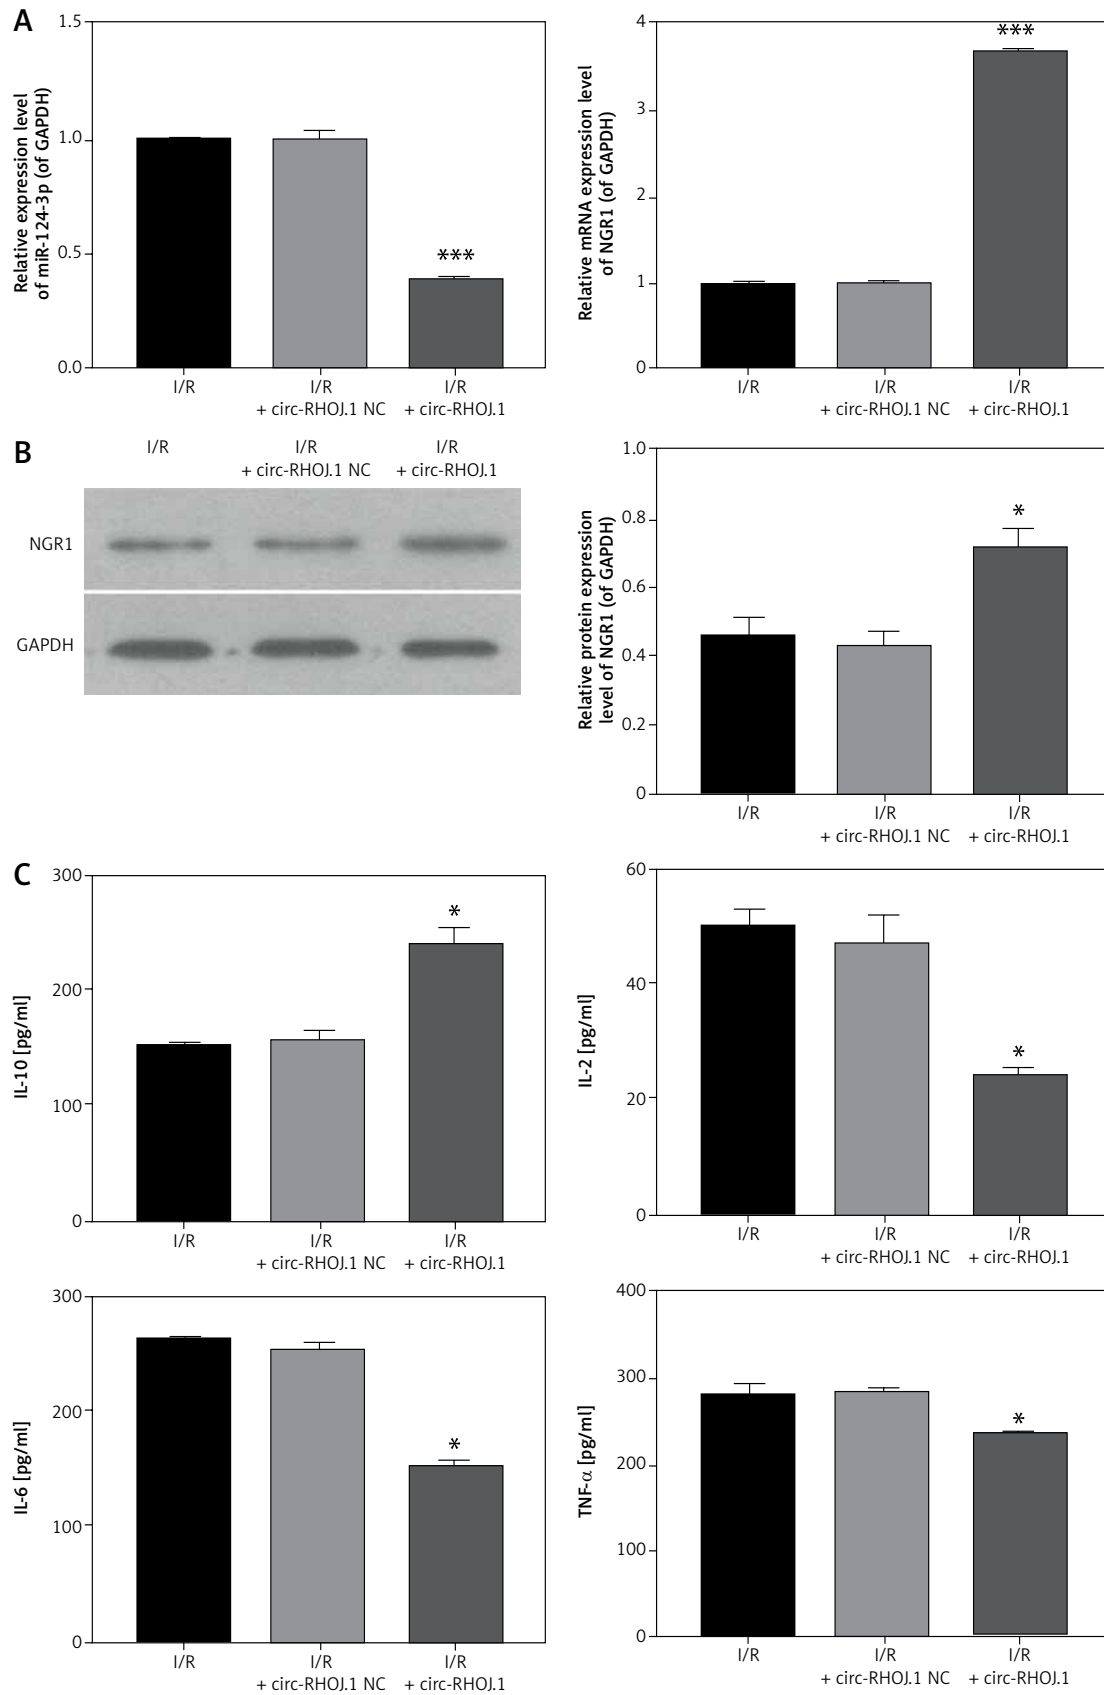 A
Relative expression level
of miR-124-3p (of GAPDH)
1.5
1.0
0.5
0.0
***
I/R
I/R
+ circ-RHOJ.1 NC
I/R
+ circ-RHOJ.1
Relative mRNA expression level
of NGR1 (of GAPDH)
4
3
2
1
0
***
I/R
I/R
+ circ-RHOJ.1 NC
I/R
+ circ-RHOJ.1
B
I/R
I/R
+ circ-RHOJ.1 NC
I/R
+ circ-RHOJ.1
NGR1
GAPDH
Relative protein expression
level of NGR1 (of GAPDH)
1.0
0.8
0.6
0.4
0.2
0
*
I/R
I/R
+ circ-RHOJ.1 NC
I/R
+ circ-RHOJ.1
C
IL-10 [pg/ml]
300
200
100
0
*
I/R
I/R
+ circ-RHOJ.1 NC
I/R
+ circ-RHOJ.1
IL-2 [pg/ml]
60
40
20
0
*
I/R
I/R
+ circ-RHOJ.1 NC
I/R
+ circ-RHOJ.1
IL-6 [pg/ml]
300
200
100
0
*
I/R
I/R
+ circ-RHOJ.1 NC
I/R
+ circ-RHOJ.1
TNF-α [pg/ml]
400
300
200
100
0
*
I/R
I/R
+ circ-RHOJ.1 NC
I/R
+ circ-RHOJ.1